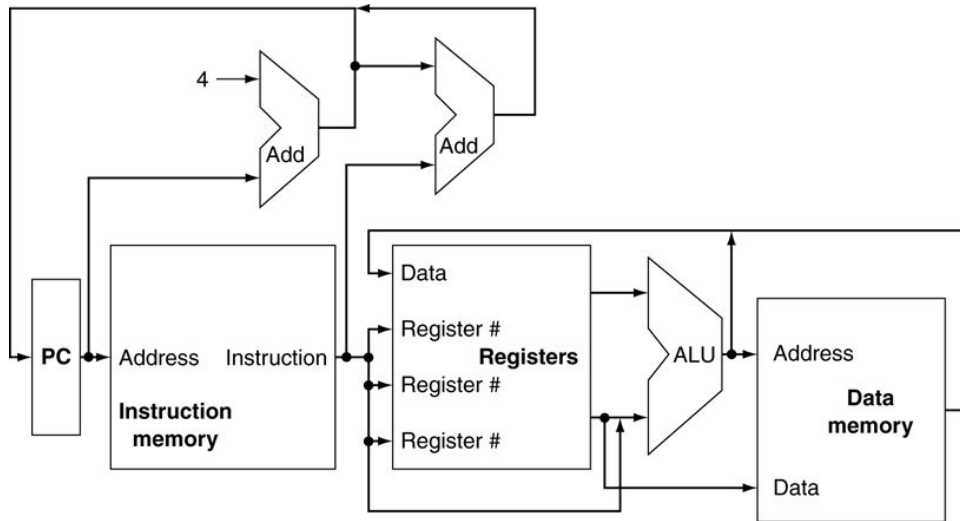 4
Add
Add
PC
Address
Instruction
Instruction
memory
Data
Register #
Registers
Register #
Register #
ALU
Address
Data
memory
Data